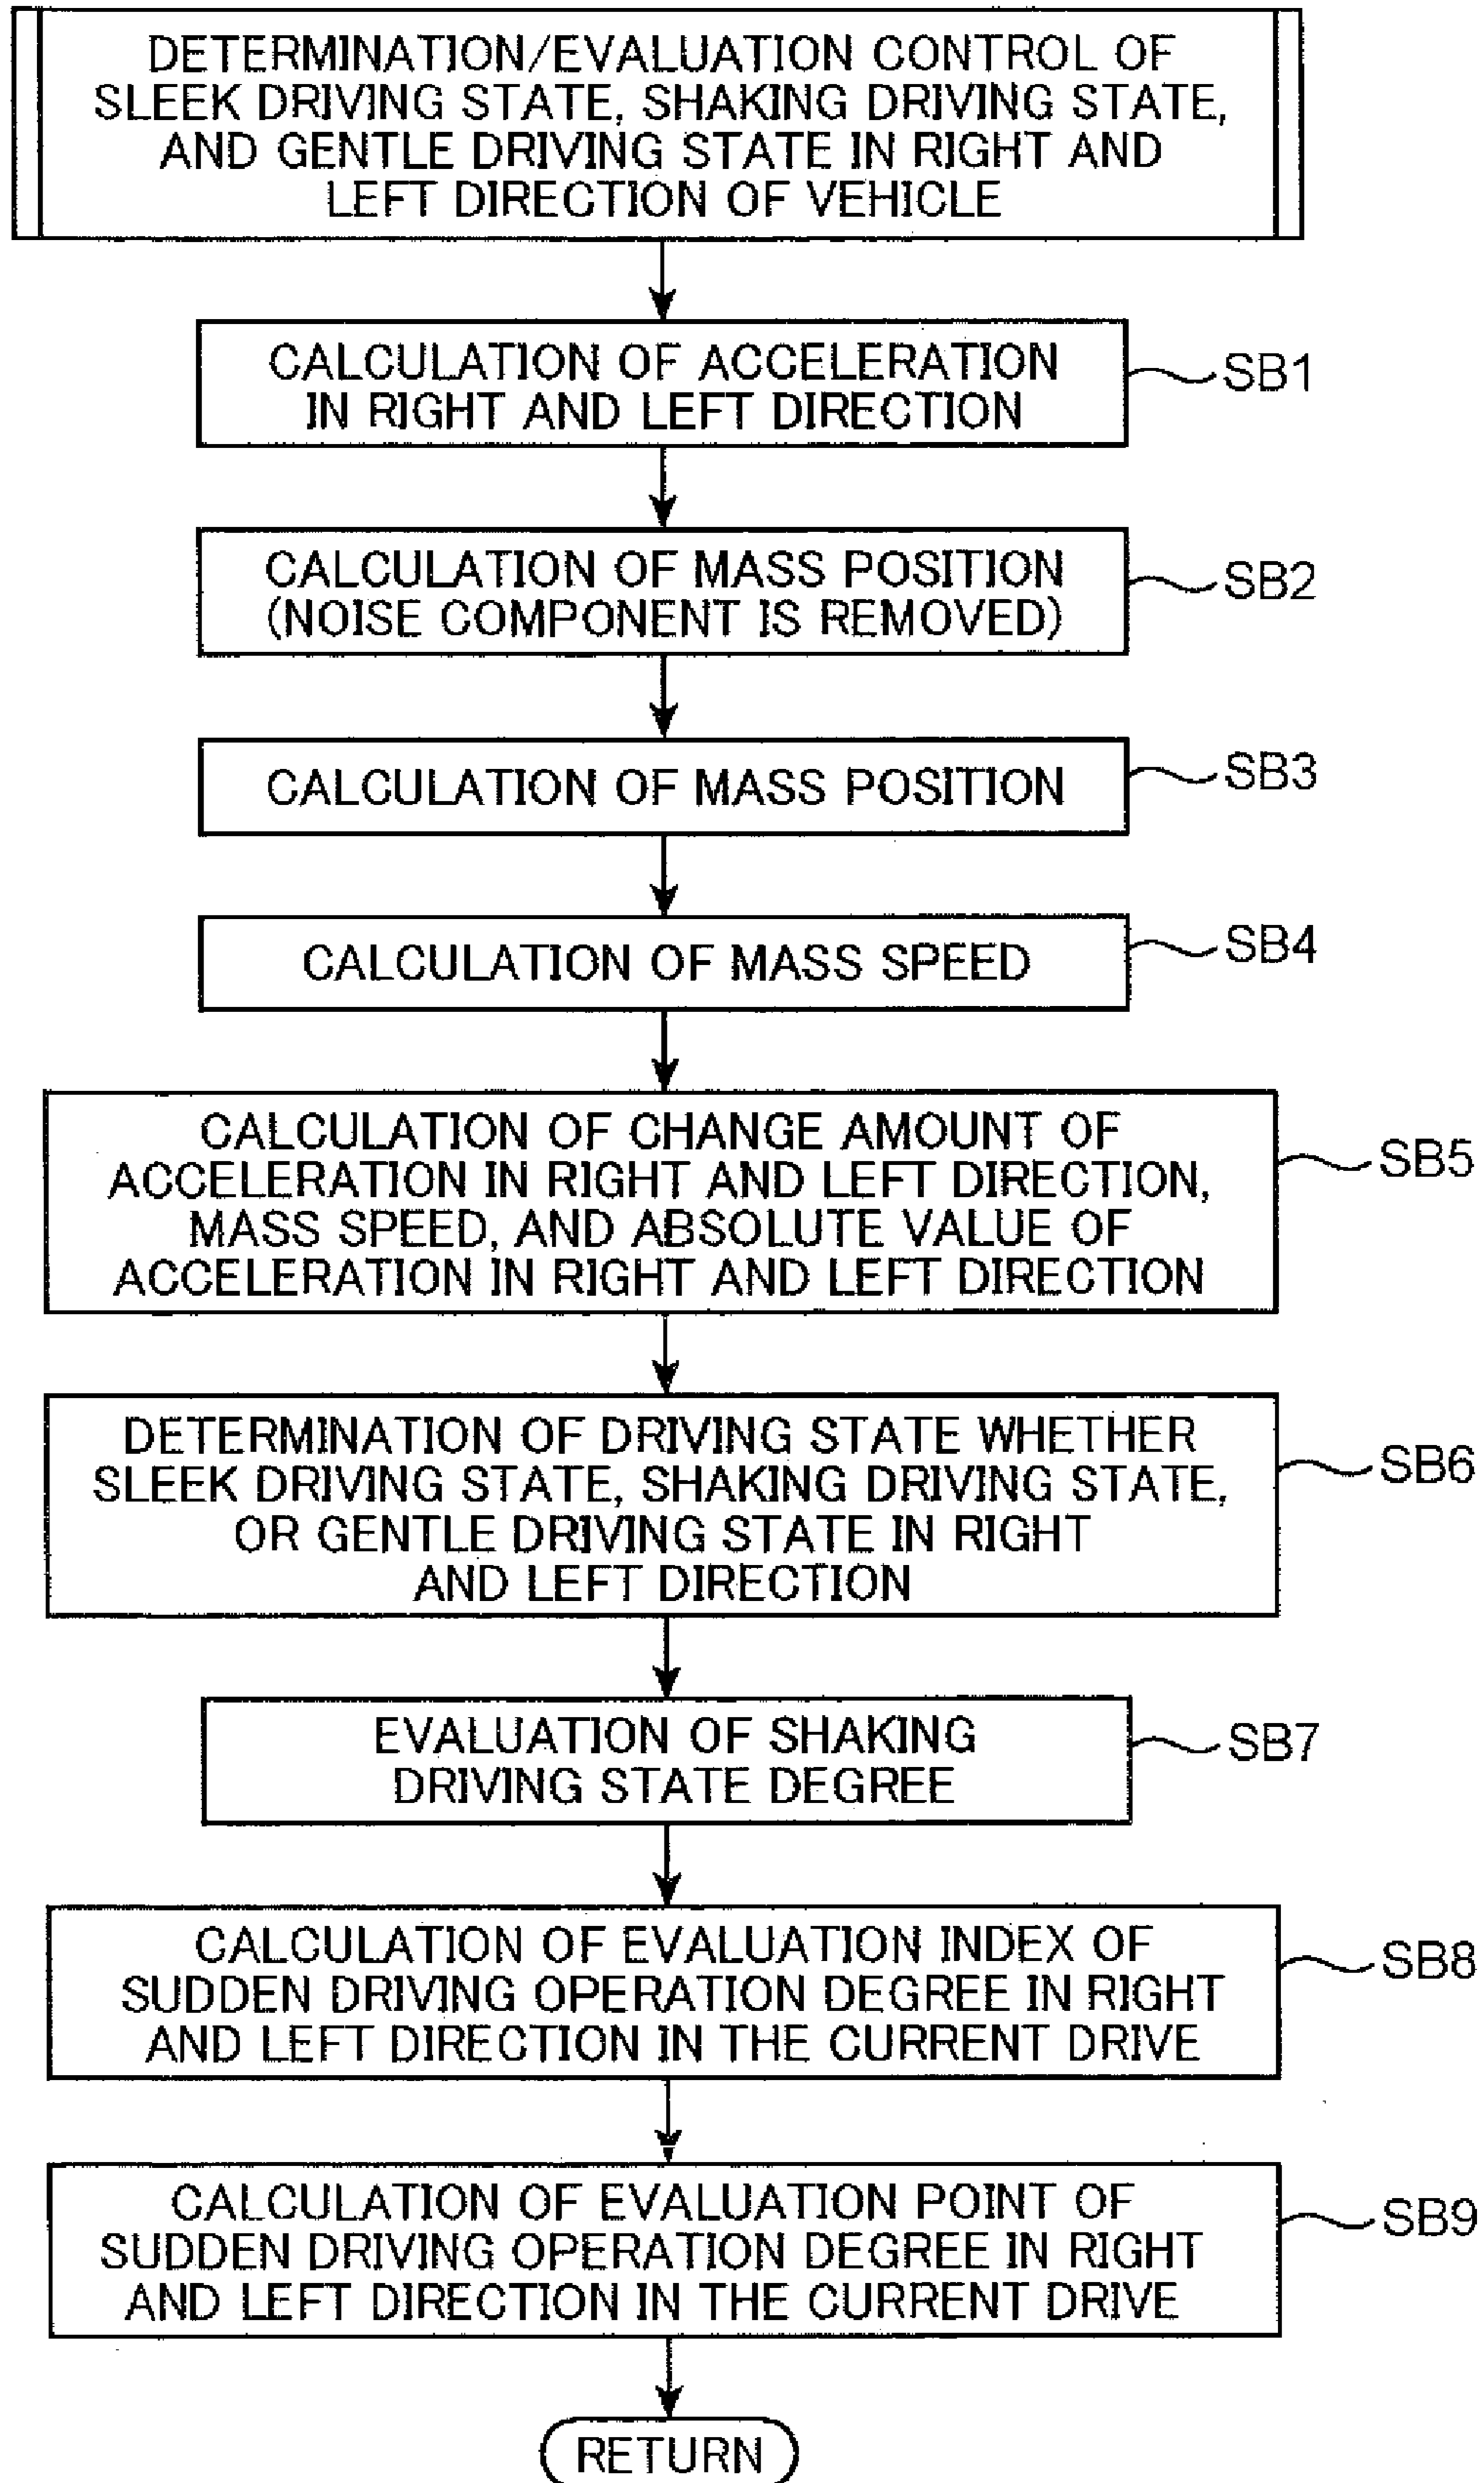 DETERMINATION/EVALUATION CONTROL OF
SLEEK DRIVING STATE, SHAKING DRIVING STATE,
AND GENTLE DRIVING STATE IN RIGHT AND
LEFT DIRECTION OF VEHICLE
CALCULATION OF ACCELERATION
IN RIGHT AND LEFT DIRECTION
SB1
CALCULATION OF MASS POSITION
(NOISE COMPONENT IS REMOVED)
SB2
CALCULATION OF MASS POSITION
SB3
CALCULATION OF MASS SPEED
SB4
CALCULATION OF CHANGE AMOUNT OF
ACCELERATION IN RIGHT AND LEFT DIRECTION,
MASS SPEED, AND ABSOLUTE VALUE OF
ACCELERATION IN RIGHT AND LEFT DIRECTION
SB5
DETERMINATION OF DRIVING STATE WHETHER
SLEEK DRIVING STATE, SHAKING DRIVING STATE,
OR GENTLE DRIVING STATE IN RIGHT
AND LEFT DIRECTION
SB6
EVALUATION OF SHAKING
DRIVING STATE DEGREE
SB7
CALCULATION OF EVALUATION INDEX OF
SUDDEN DRIVING OPERATION DEGREE IN RIGHT
AND LEFT DIRECTION IN THE CURRENT DRIVE
SB8
CALCULATION OF EVALUATION POINT OF
SUDDEN DRIVING OPERATION DEGREE IN RIGHT
AND LEFT DIRECTION IN THE CURRENT DRIVE
SB9
RETURN